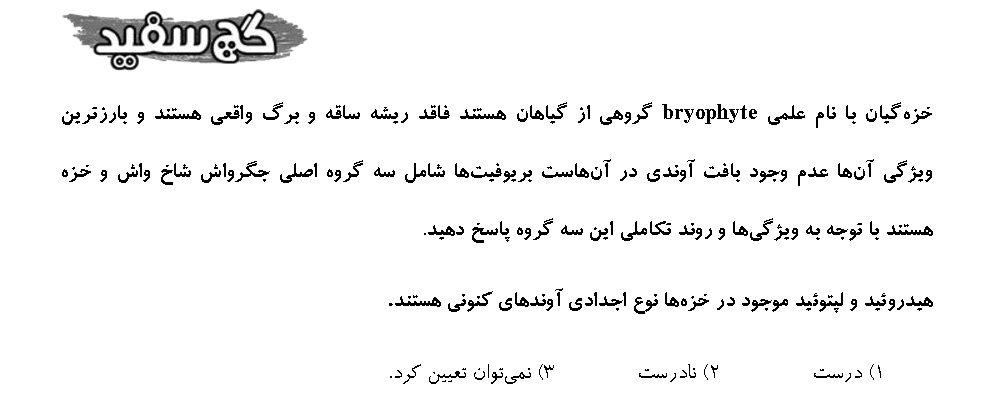 گچ سفید
خزه‌گیان با نام علمی bryophyte گروهی از گیاهان هستند فاقد ریشه ساقه و برگ واقعی هستند و بارزترین
ویژگی آن‌ها عدم وجود بافت آوندی در آن‌هاست بریوفیت‌ها شامل سه گروه اصلی جگرواش شاخ واش و خزه
هستند با توجه به ویژگی‌ها و روند تکاملی این سه گروه پاسخ دهید.
هیدروئید و لپتوئید موجود در خزه‌ها نوع اجدادی آوندهای کنونی هستند.
۱) درست ۲) نادرست ۳) نمی‌توان تعیین کرد.